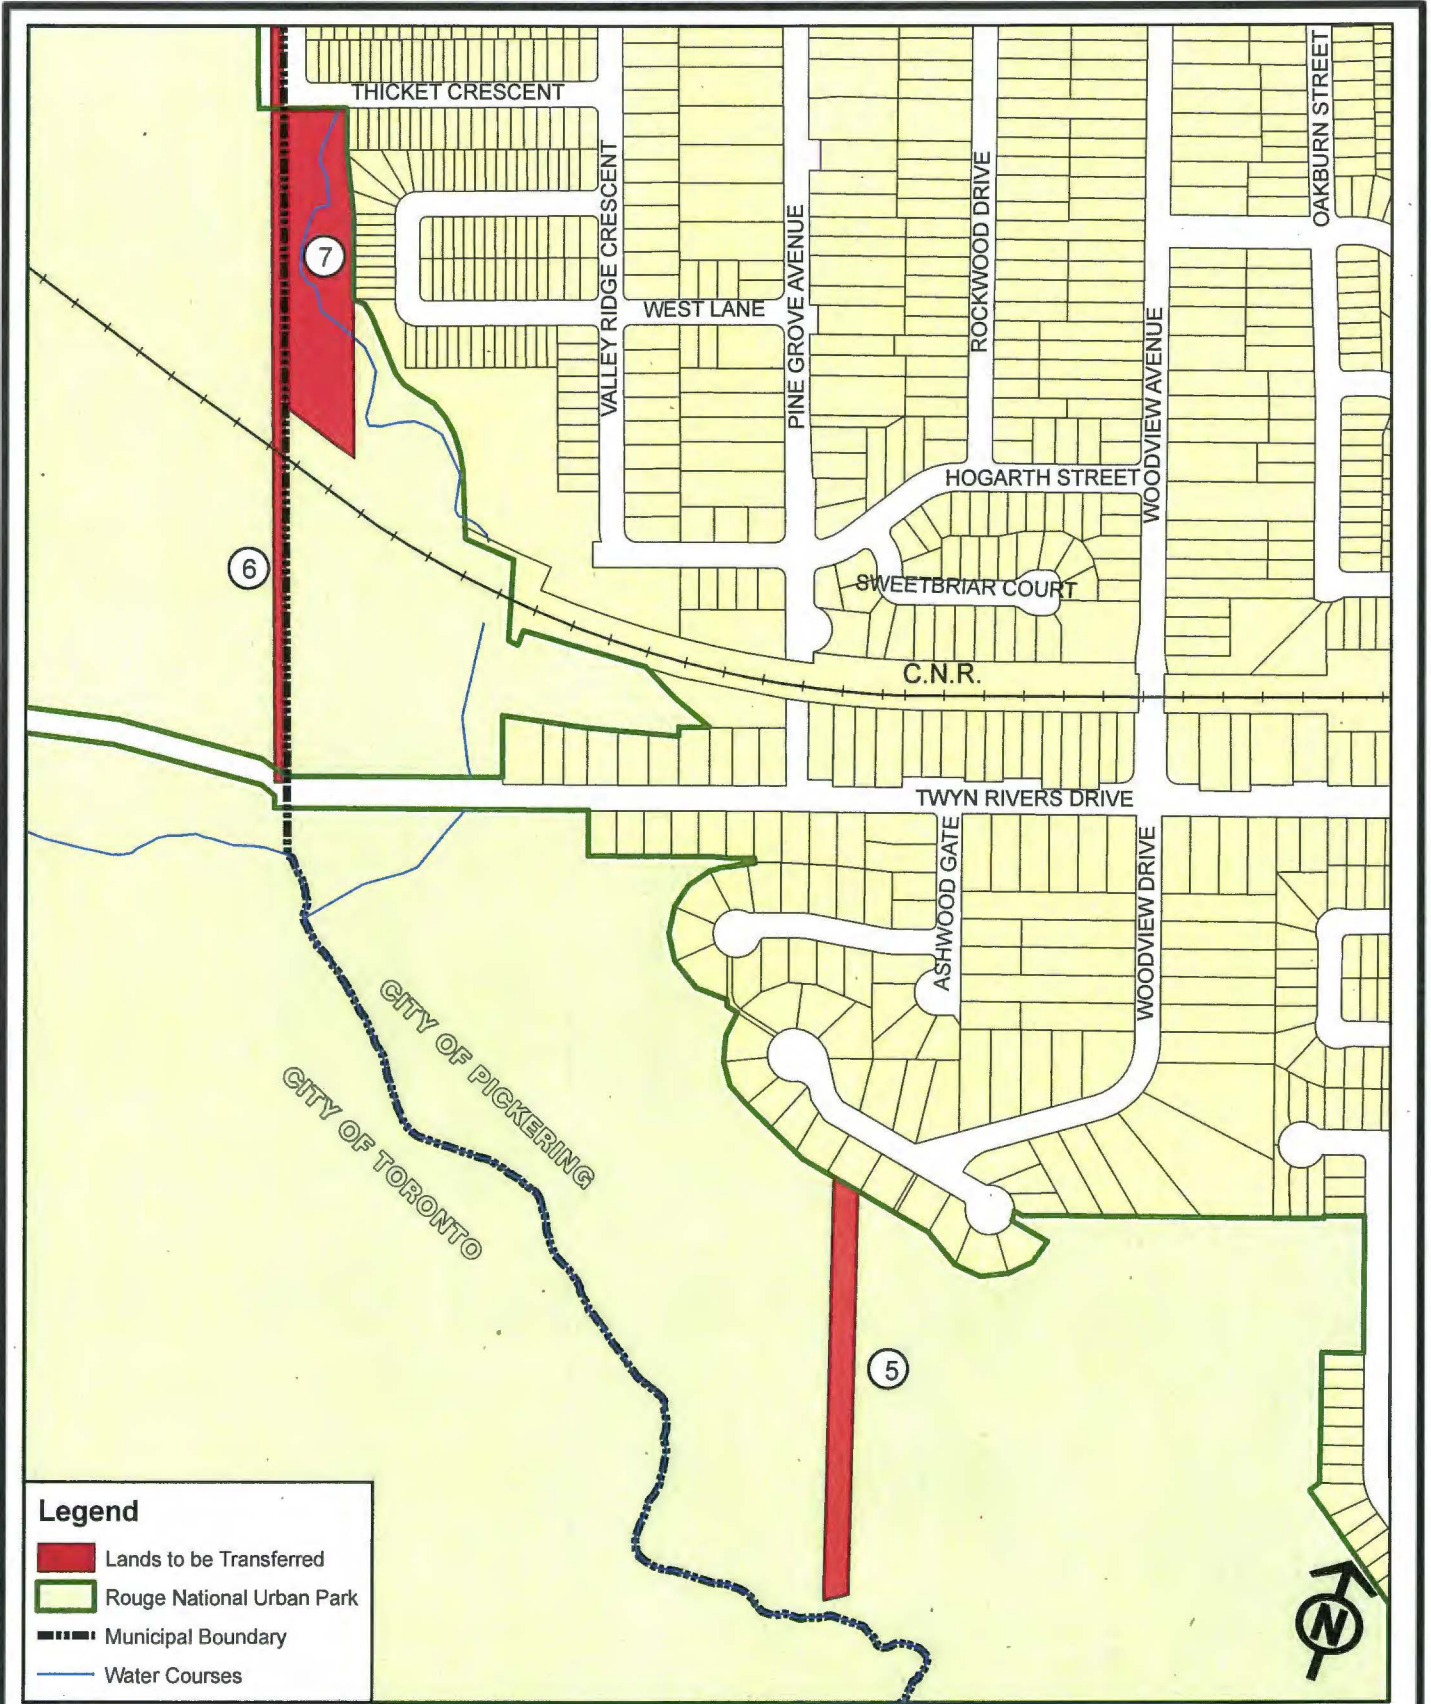 THICKET CRESCENT
OAKBURN STREET
VALLEY RIDGE CRESCENT
ROCKWOOD DRIVE
7
PINE GROVE AVENUE
WEST LANE
WOODVIEW AVENUE
HOGARTH STREET
6
SWEETBRIAR COURT
C.N.R.
TWYN RIVERS DRIVE
ASHWOOD GATE
WOODVIEW DRIVE
CITY OF PICKERING
CITY OF TORONTO
5
Legend
Lands to be Transferred
Rouge National Urban Park
Municipal Boundary
Water Courses
N